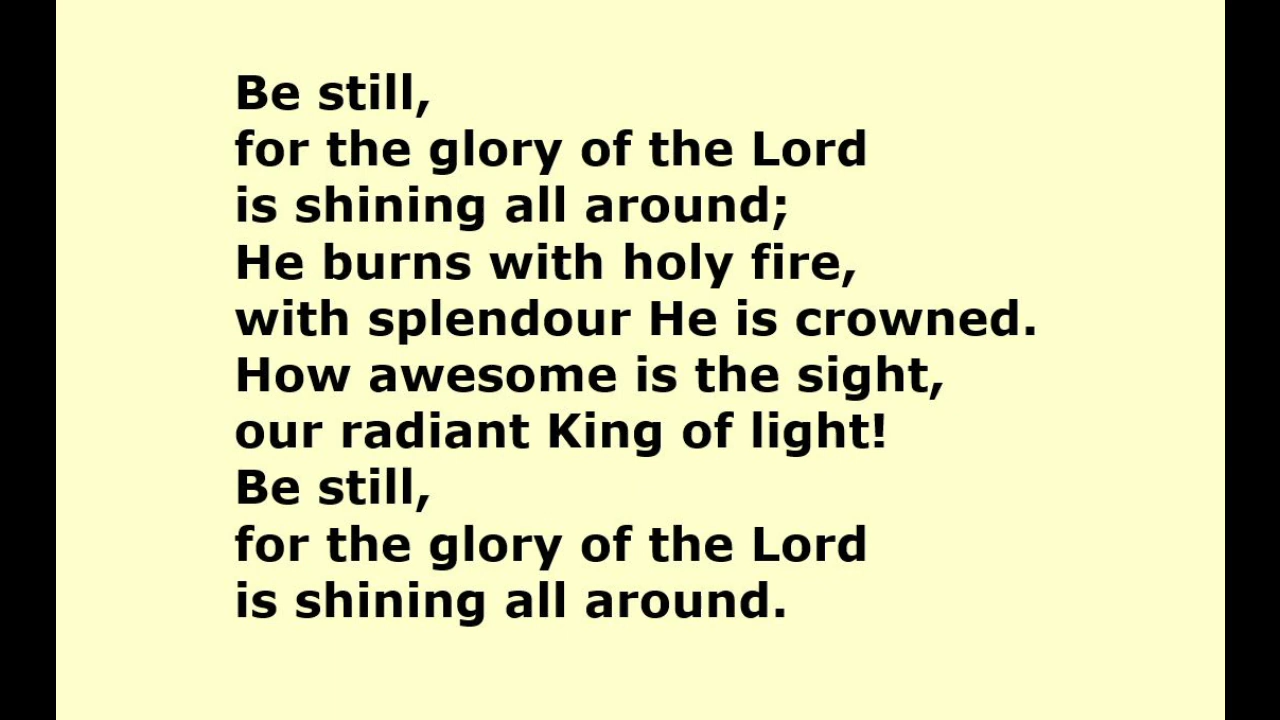 Be still,
for the glory of the Lord
is shining all around;
He burns with holy fire,
with splendour He is crowned.
How awesome is the sight,
our radiant King of light!
Be still,
for the glory of the Lord
is shining all around.